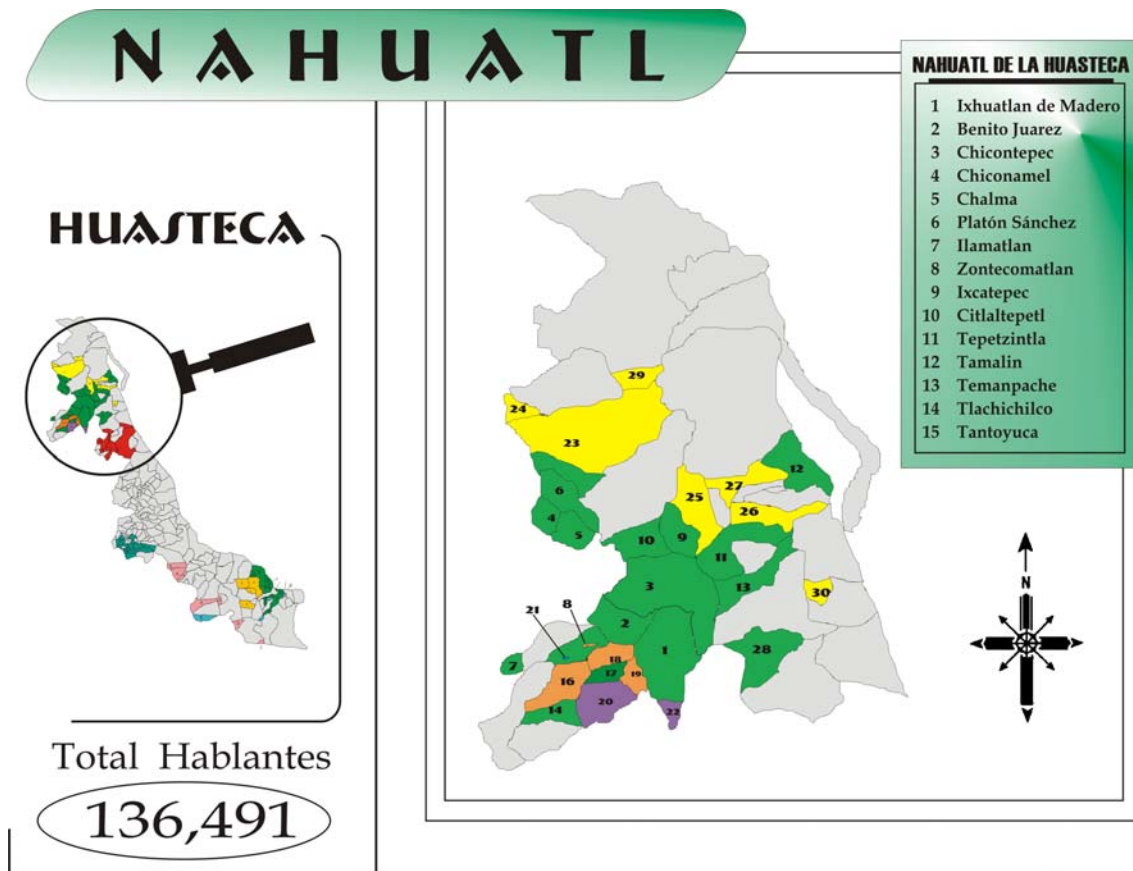 NAHUATL
HUASTECA
Total Hablantes
136,491
NAHUATL DE LA HUASTECA
1 Ixhuatlan de Madero
2 Benito Juarez
3 Chicontepec
4 Chiconamel
5 Chalma
6 Platón Sánchez
7 Ilamatlan
8 Zontecomatlan
9 Ixcatepec
10 Citlaltepetl
11 Tepetzintla
12 Tamalin
13 Temanpache
14 Tlachichilco
15 Tantoyuca
29
24
23
12
27
25
6
26
4
5
10
9
11
3
13
30
8
21
2
1
28
7
18
17
16
19
20
14
22
N